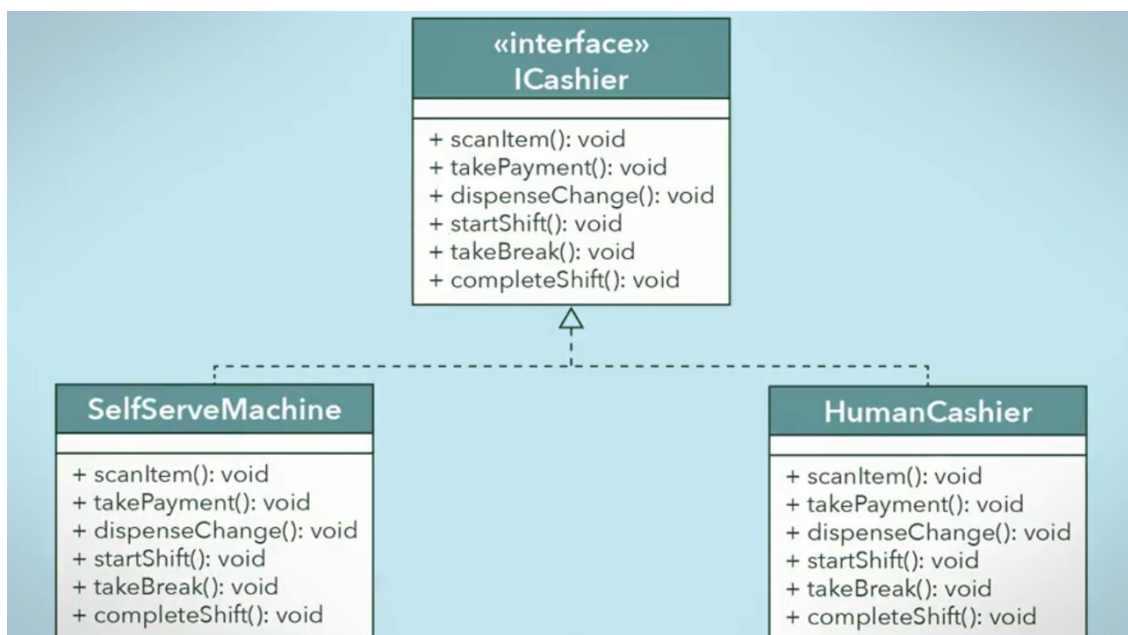 «interface»
ICashier
+ scanItem(): void
+ takePayment(): void
+ dispenseChange(): void
+ startShift(): void
+ takeBreak(): void
+ completeShift(): void
SelfServeMachine
+ scanItem(): void
+ takePayment(): void
+ dispenseChange(): void
+ startShift(): void
+ takeBreak(): void
+ completeShift(): void
HumanCashier
+ scanItem(): void
+ takePayment(): void
+ dispenseChange(): void
+ startShift(): void
+ takeBreak(): void
+ completeShift(): void